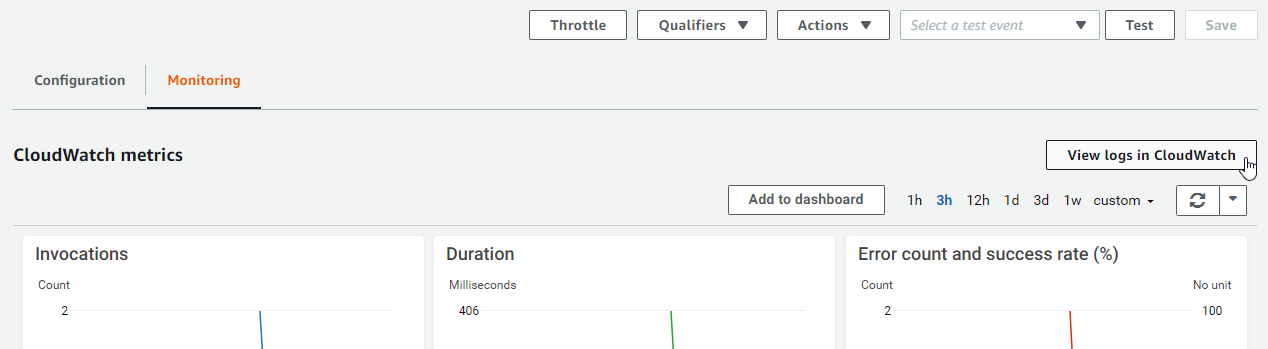 Throttle Qualifiers Actions Select a test event Test Save
Configuration Monitoring
CloudWatch metrics View logs in CloudWatch
Add to dashboard 1h 3h 12h 1d 3d 1w custom
Invocations Duration Error count and success rate (%)
Count Milliseconds Count No unit
2 406 2 100